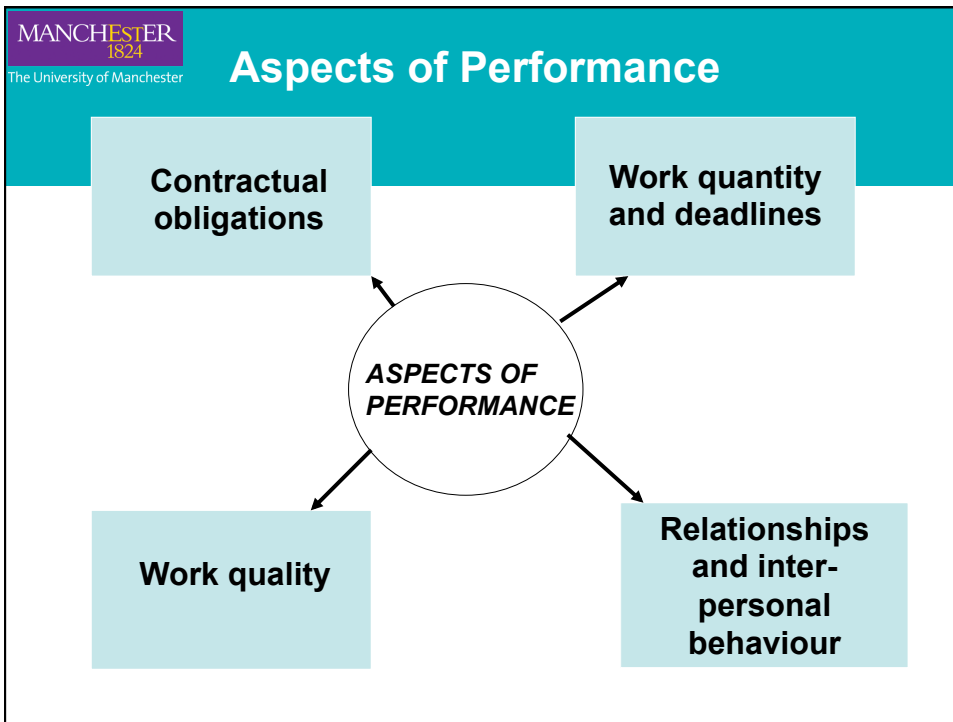 MANCHESTER
1824
The University of Manchester
Aspects of Performance
Contractual
obligations
Work quantity
and deadlines
ASPECTS OF
PERFORMANCE
Work quality
Relationships
and inter-
personal
behaviour